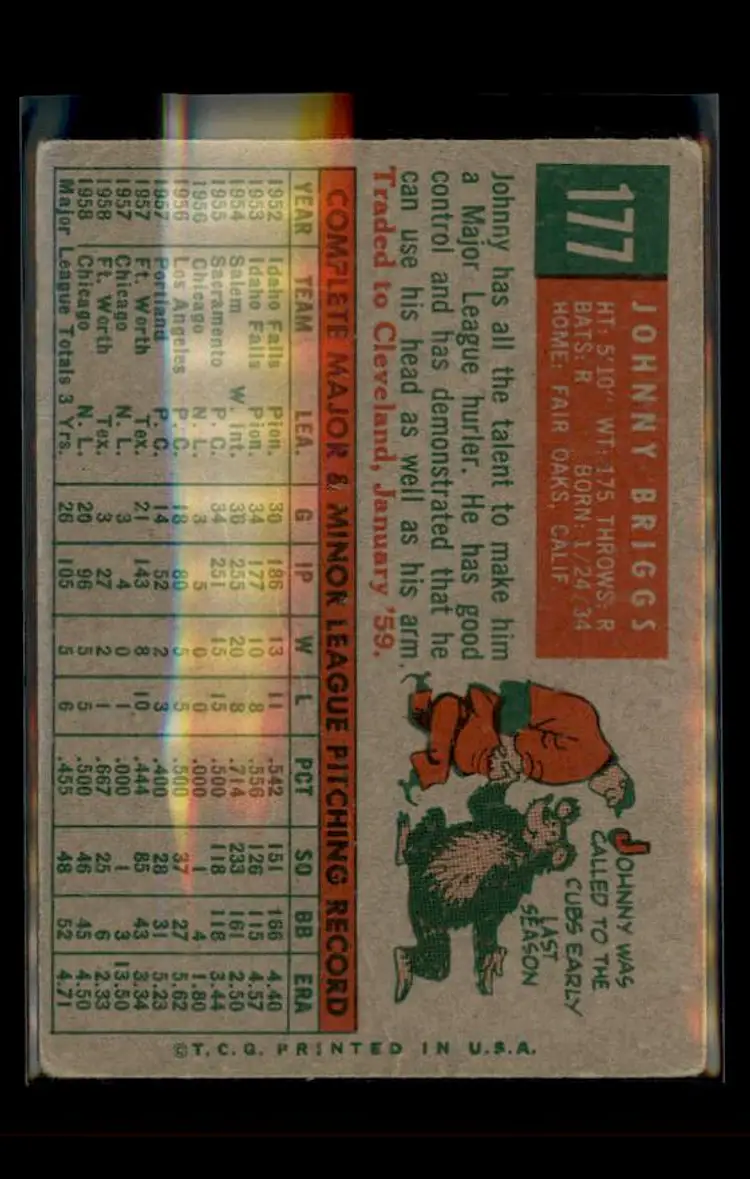 177
JOHNNY BRIGGS
HT: 5'10" WT: 175 THROWS: R
BATS: R BORN: 1/24/34
HOME: FAIR OAKS, CALIF
Johnny has all the talent to make him
a Major League hurler. He has good
control and has demonstrated that he
can use his head as well as his arm.
Traded to Cleveland, January '59.
JOHNNY WAS
CALLED TO THE
CUBS EARLY
LAST
SEASON
COMPLETE MAJOR & MINOR LEAGUE PITCHING RECORD
YEAR TEAM LEA. G IP W L PCT SO BB ERA
1952 Idaho Falls Pion. 30 186 13 11 .542 151 166 4.40
1953 Idaho Falls Pion. 34 177 10 8 .556 126 115 4.57
1954 Salem W. Int. 36 255 20 8 .714 233 161 2.50
1955 Sacramento P. C. 34 251 15 15 .500 118 118 3.44
1956 Chicago N. L. 3 5 0 0 .000 1 4 1.80
1956 Los Angeles P. C. 18 80 5 5 .500 37 27 5.62
1957 Portland P. C. 14 52 2 3 .400 28 31 5.23
1957 Ft. Worth Tex. 21 143 8 10 .444 85 43 3.34
1957 Chicago N. L. 3 4 0 1 .000 1 3 13.50
1958 Ft. Worth Tex. 3 27 2 1 .667 25 6 2.33
1958 Chicago N. L. 20 96 5 5 .500 46 45 4.50
Major League Totals 3 Yrs. 26 105 5 6 .455 48 52 4.71
©T.C.G. PRINTED IN U.S.A.